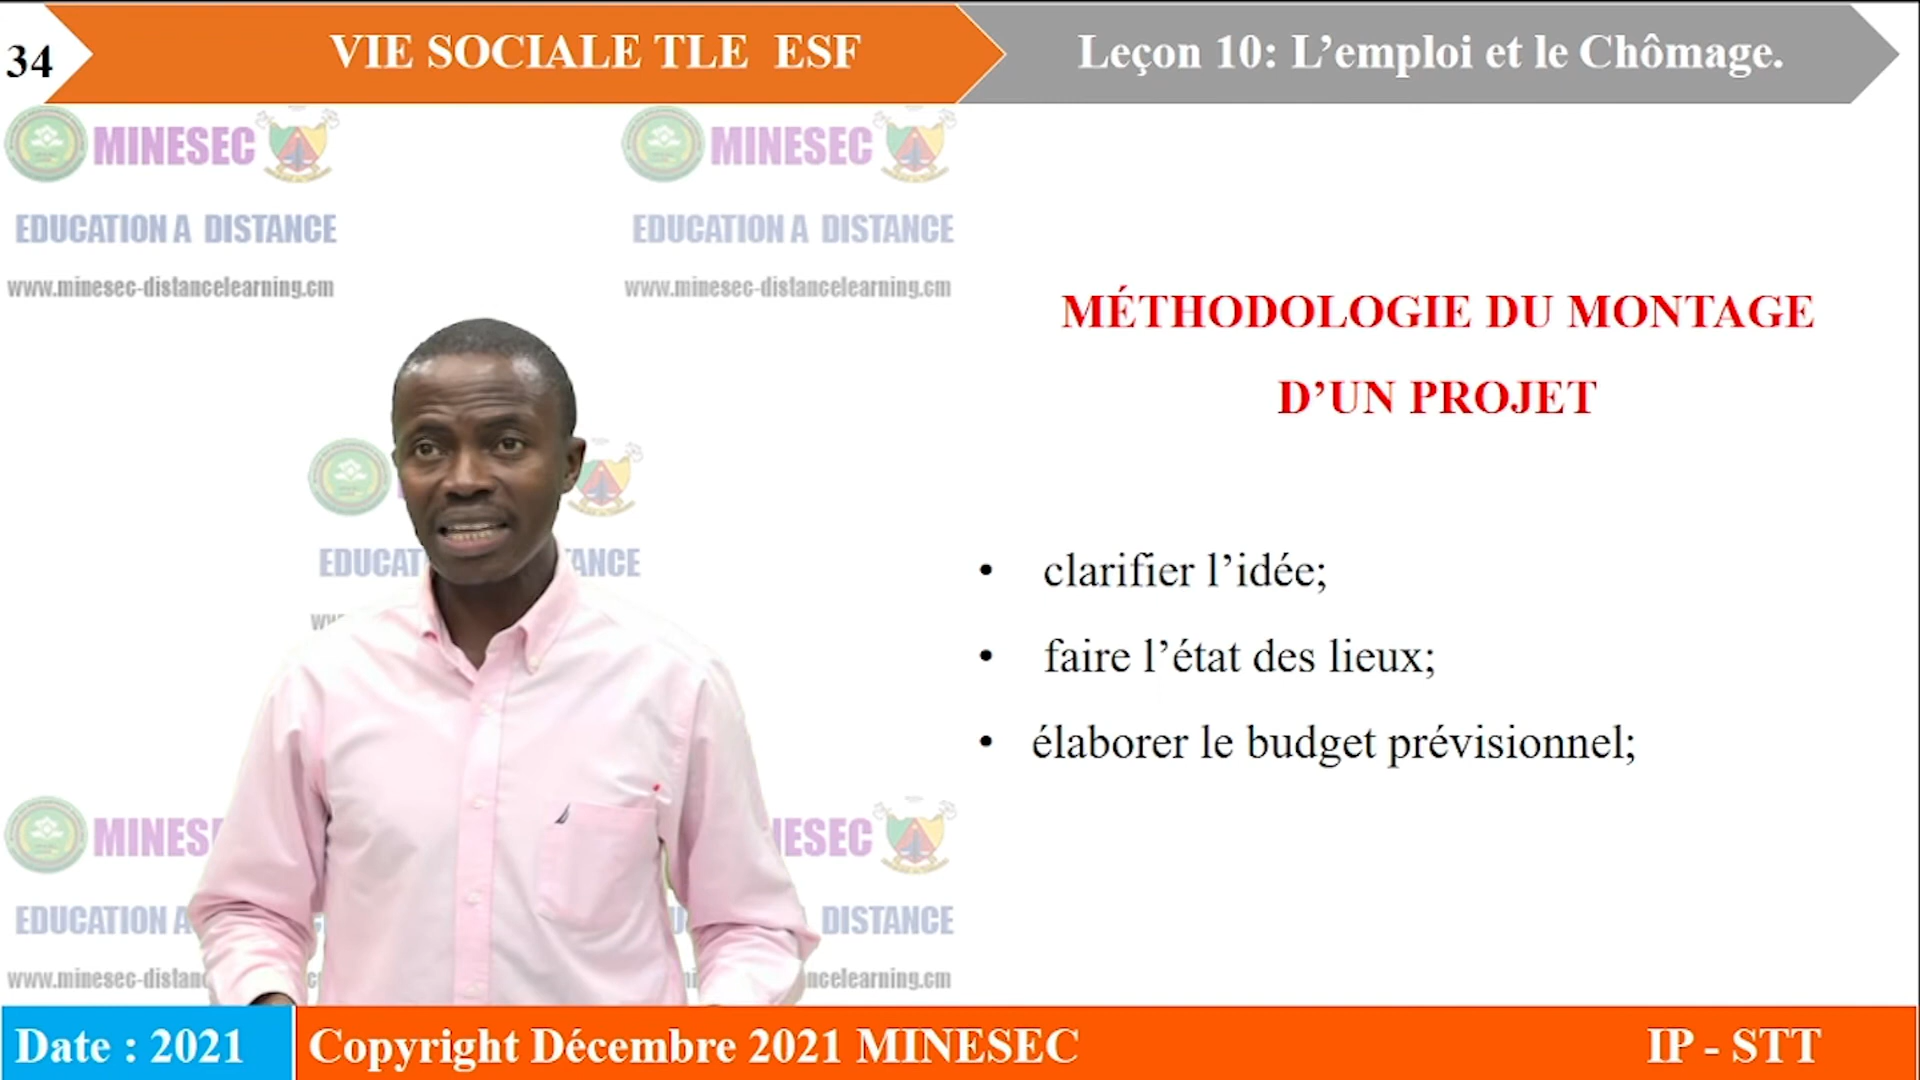 34
VIE SOCIALE TLE ESF
Leçon 10: L’emploi et le Chômage.
MINESEC
MINESEC
EDUCATION A DISTANCE
EDUCATION A DISTANCE
www.minesec-distancelearning.cm
www.minesec-distancelearning.cm
MÉTHODOLOGIE DU MONTAGE
D’UN PROJET
• clarifier l’idée;
• faire l’état des lieux;
• élaborer le budget prévisionnel;
Date : 2021
Copyright Décembre 2021 MINESEC
IP - STT